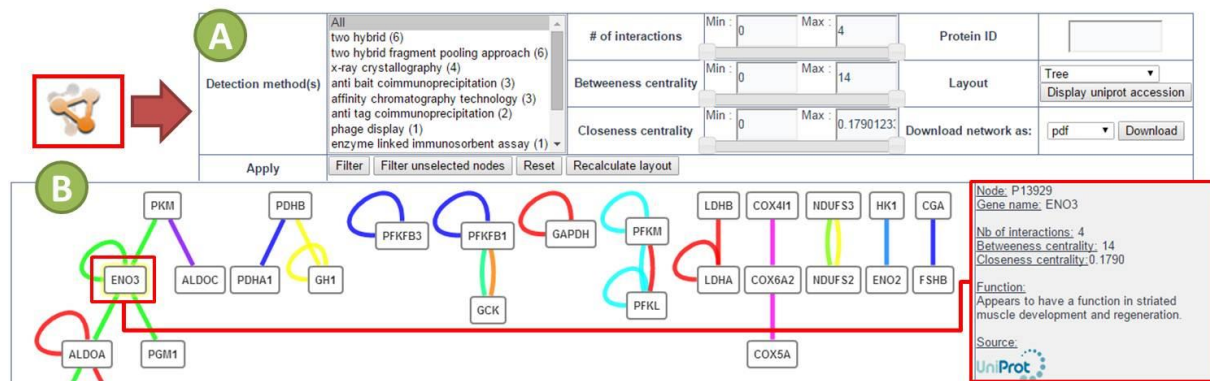 A
Detection method(s)
All
two hybrid (6)
two hybrid fragment pooling approach (6)
x-ray crystallography (4)
anti bait coimmunoprecipitation (3)
affinity chromatography technology (3)
anti tag coimmunoprecipitation (2)
phage display (1)
enzyme linked immunosorbent assay (1)
# of interactions
Min : 0 Max : 4
Protein ID
Betweeness centrality
Min : 0 Max : 14
Layout
Tree
Display uniprot accession
Closeness centrality
Min : 0 Max : 0.1790123
Download network as:
pdf Download
Apply
Filter Filter unselected nodes Reset Recalculate layout
B
PKM PDHB LDHB COX4I1 NDUFS3 HK1 CGA
PFKFB3 PFKFB1 GAPDH PFKM
ENO3 ALDOC PDHA1 GH1 LDHA COX6A2 NDUFS2 ENO2 FSHB
GCK PFKL
ALDOA PGM1 COX5A
Node: P13929
Gene name: ENO3
Nb of interactions: 4
Betweeness centrality: 14
Closeness centrality:0.1790
Function:
Appears to have a function in striated
muscle development and regeneration.
Source:
UniProt